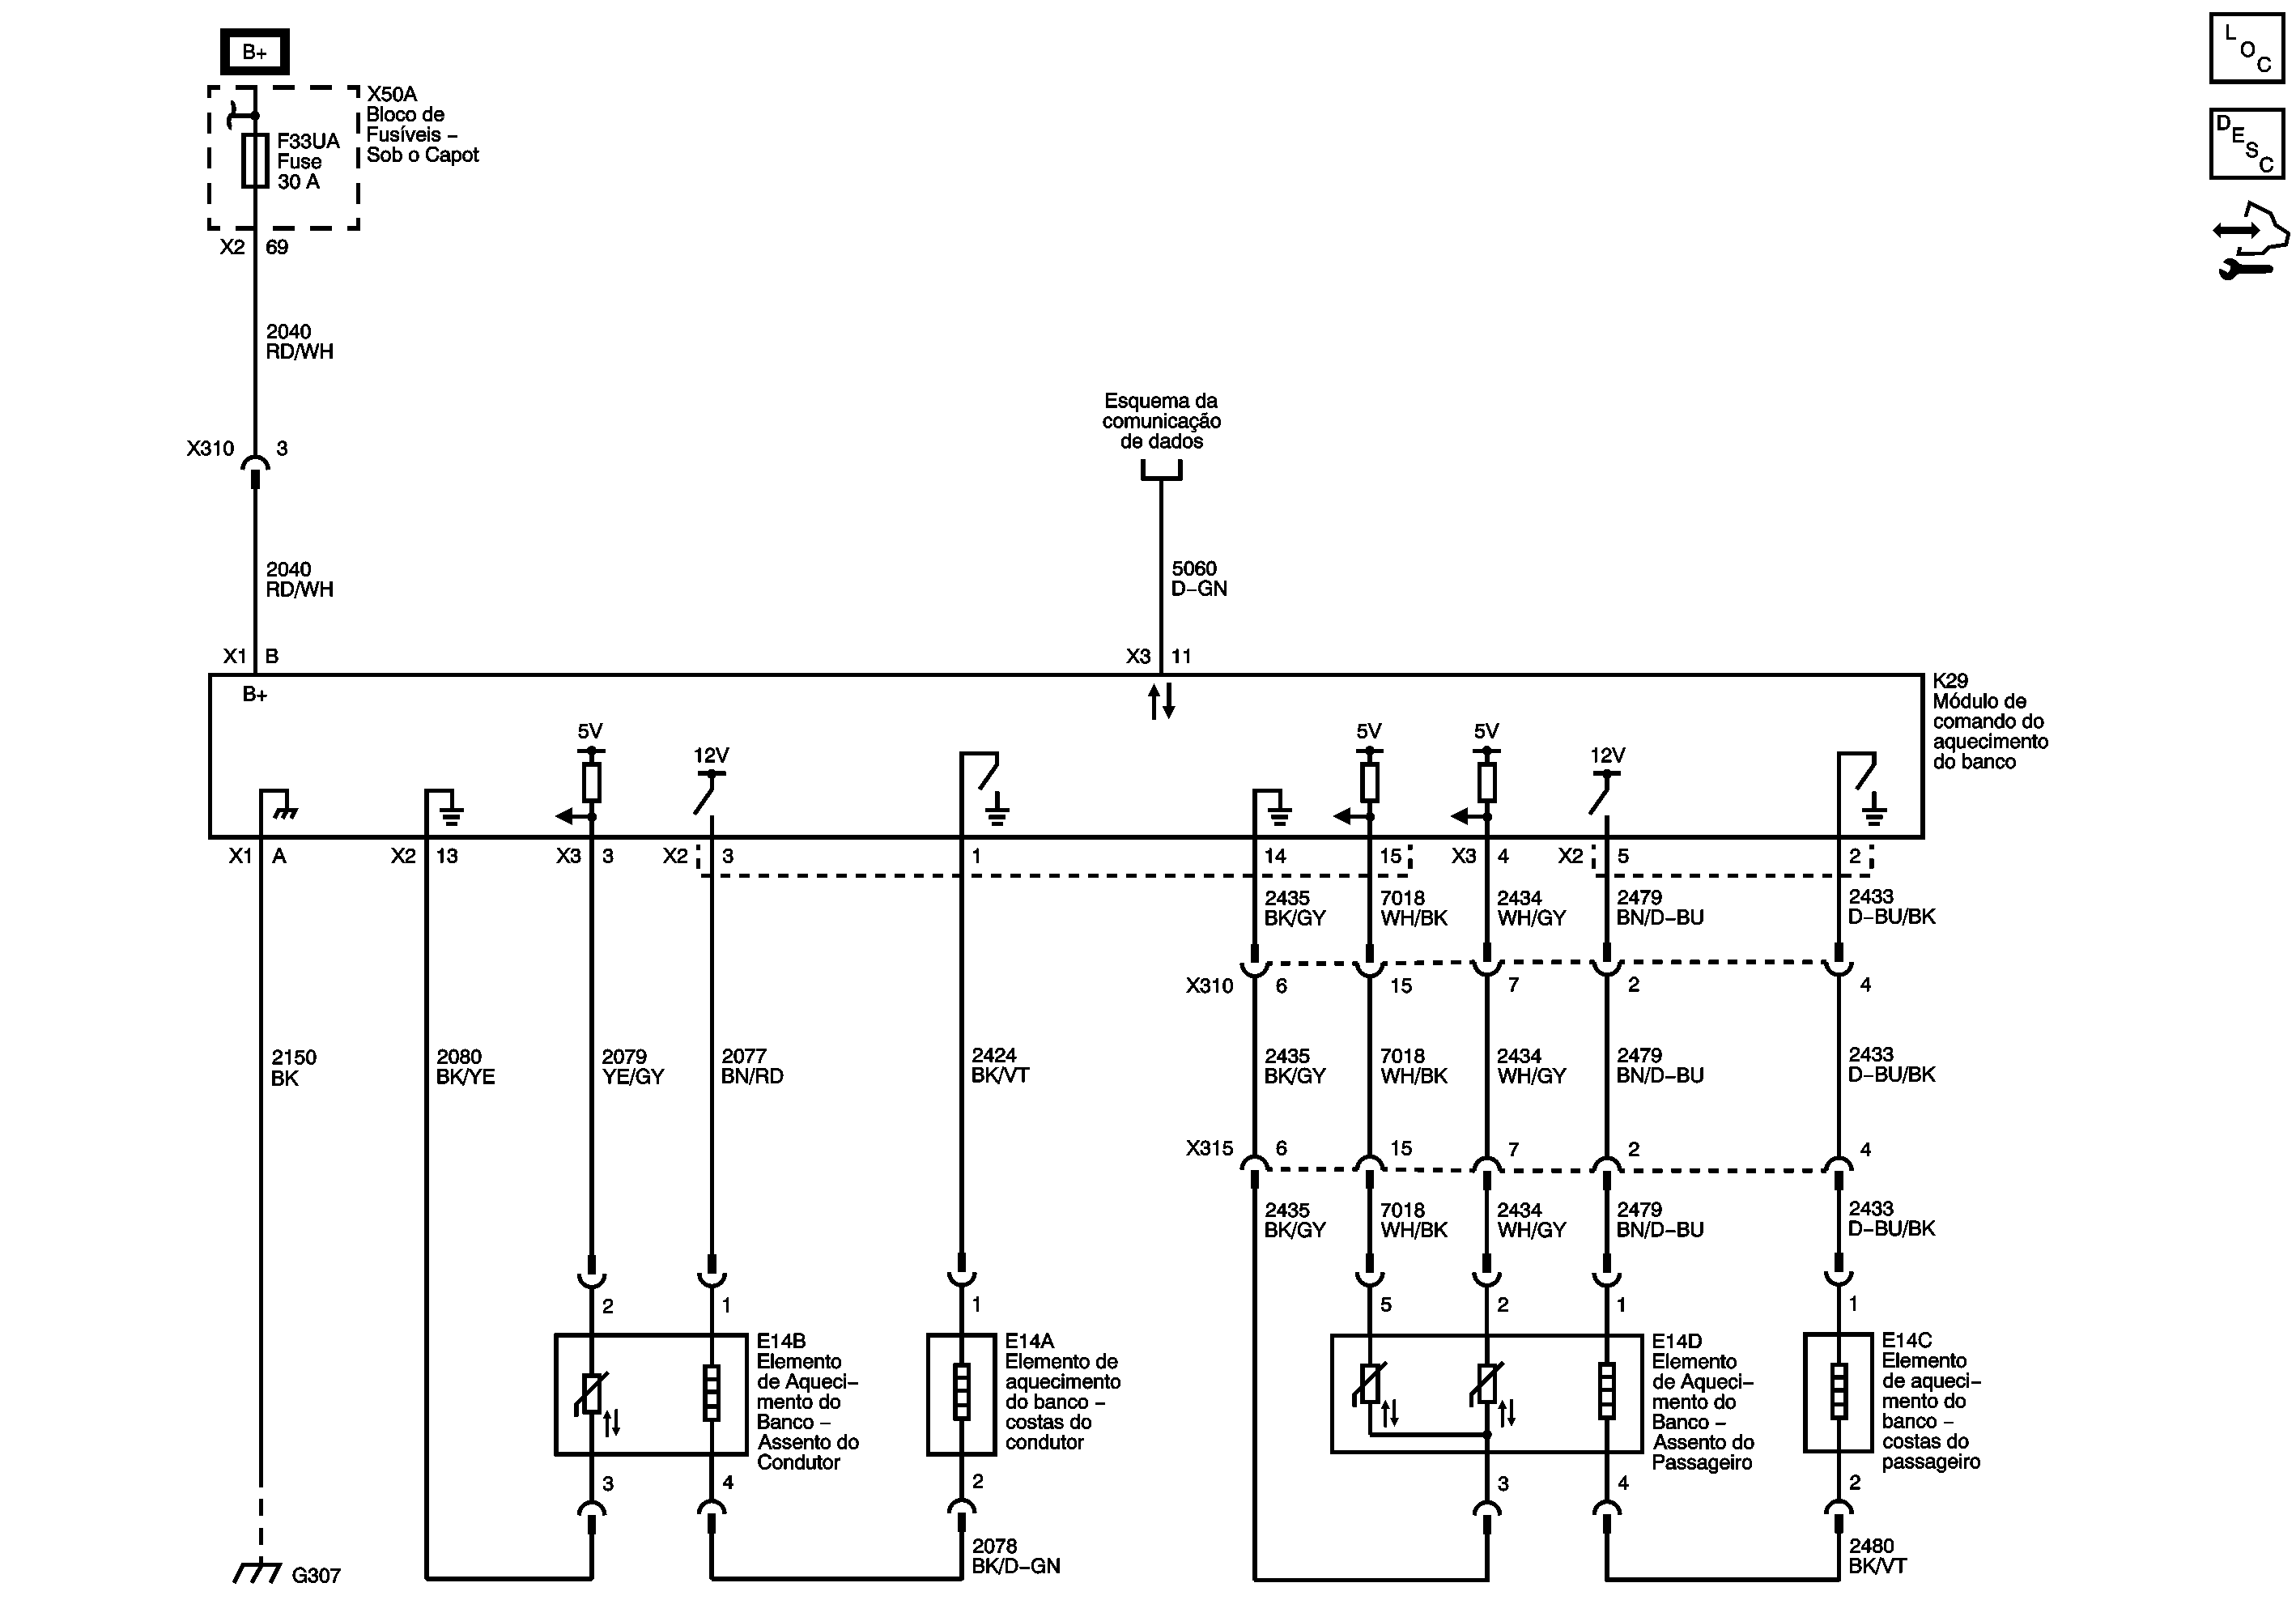 B+
X50A
Bloco de
Fusíveis –
Sob o Capot
F33UA
Fuse
30 A
X2 69
2040
RD/WH
X310 3
2040
RD/WH
X1 B
Esquema da
comunicação
de dados
5060
D–GN
X3 11
L
O
C
D
E
S
C
K29
Módulo de
comando do
aquecimento
do banco
B+
5V
12V
5V
5V
12V
X1 A
X2 13
X3 3
X2 3
1
14
15
X3 4
X2 5
2
2435
BK/GY
7018
WH/BK
2434
WH/GY
2479
BN/D–BU
2433
D–BU/BK
X310 6 15 7 2 4
2150
BK
2080
BK/YE
2079
YE/GY
2077
BN/RD
2424
BK/VT
2435
BK/GY
7018
WH/BK
2434
WH/GY
2479
BN/D–BU
2433
D–BU/BK
X315 6 15 7 2 4
2435
BK/GY
7018
WH/BK
2434
WH/GY
2479
BN/D–BU
2433
D–BU/BK
2 1 1 5 2 1 1
E14B
Elemento
de Aqueci–
mento do
Banco –
Assento do
Condutor
E14A
Elemento de
aquecimento
do banco –
costas do
condutor
E14D
Elemento
de Aqueci–
mento do
Banco –
Assento do
Passageiro
E14C
Elemento
de aqueci–
mento do
banco –
costas do
passageiro
3 4 2 3 4 2
2078
BK/D–GN
2480
BK/VT
G307